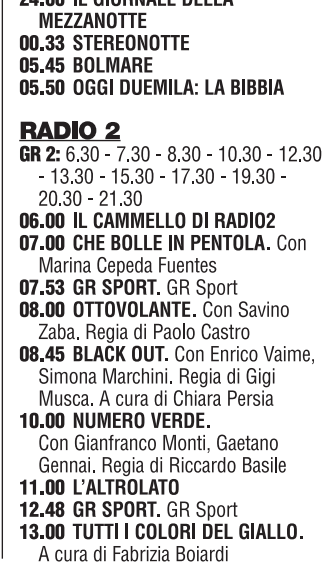 24.00 IL GIORNALE DELLA
MEZZANOTTE
00.33 STEREONOTTE
05.45 BOLMARE
05.50 OGGI DUEMILA: LA BIBBIA
RADIO 2
GR 2: 6.30 - 7.30 - 8.30 - 10.30 - 12.30
- 13.30 - 15.30 - 17.30 - 19.30 -
20.30 - 21.30
06.00 IL CAMMELLO DI RADIO2
07.00 CHE BOLLE IN PENTOLA. Con
Marina Cepeda Fuentes
07.53 GR SPORT. GR Sport
08.00 OTTOVOLANTE. Con Savino
Zaba. Regia di Paolo Castro
08.45 BLACK OUT. Con Enrico Vaime,
Simona Marchini. Regia di Gigi
Musca. A cura di Chiara Persia
10.00 NUMERO VERDE.
Con Gianfranco Monti, Gaetano
Gennai. Regia di Riccardo Basile
11.00 L'ALTROLATO
12.48 GR SPORT. GR Sport
13.00 TUTTI I COLORI DEL GIALLO.
A cura di Fabrizia Boiardi